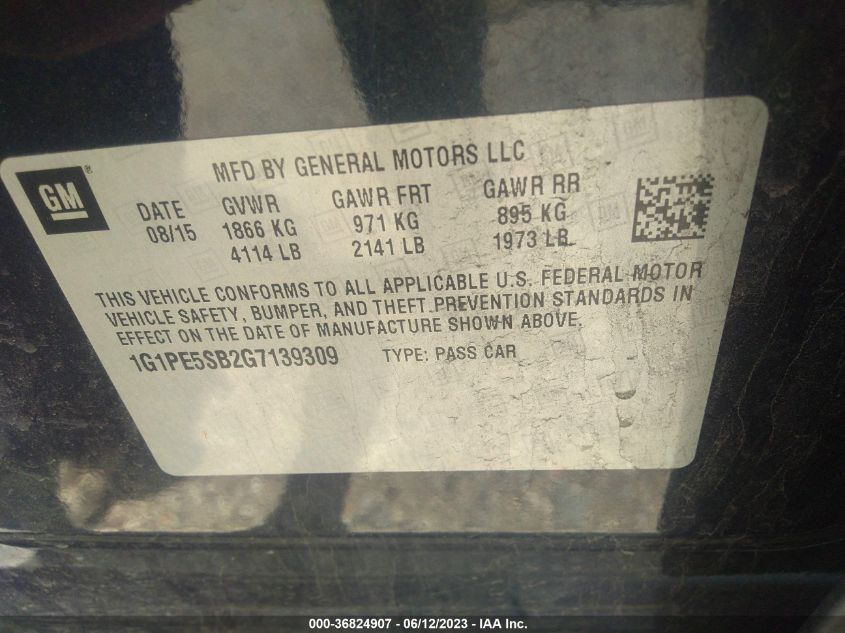 GM®
MFD BY GENERAL MOTORS LLC
DATE GVWR GAWR FRT GAWR RR
08/15 1866 KG 971 KG 895 KG
4114 LB 2141 LB 1973 LB
THIS VEHICLE CONFORMS TO ALL APPLICABLE U.S. FEDERAL MOTOR
VEHICLE SAFETY, BUMPER, AND THEFT PREVENTION STANDARDS IN
EFFECT ON THE DATE OF MANUFACTURE SHOWN ABOVE.
1G1PE5SB2G7139309 TYPE: PASS CAR
000-36824907 - 06/12/2023 - IAA Inc.